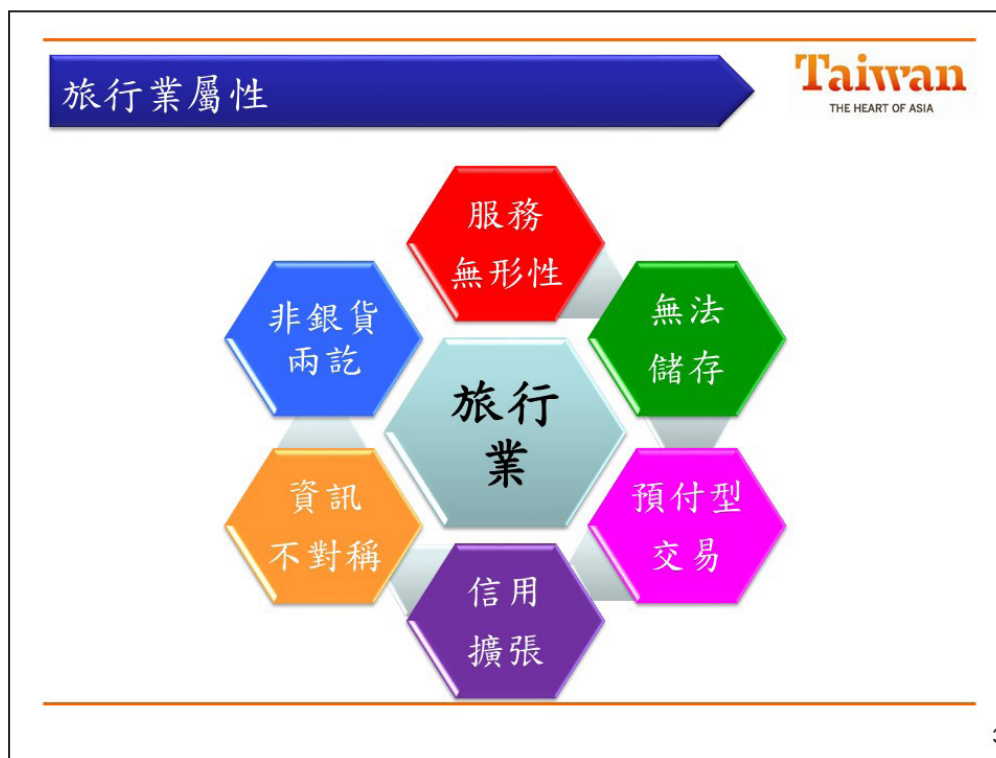 旅行業屬性
Taiwan
THE HEART OF ASIA
服務
無形性
無法
儲存
預付型
交易
信用
擴張
資訊
不對稱
非銀貨
兩訖
旅行
業
3